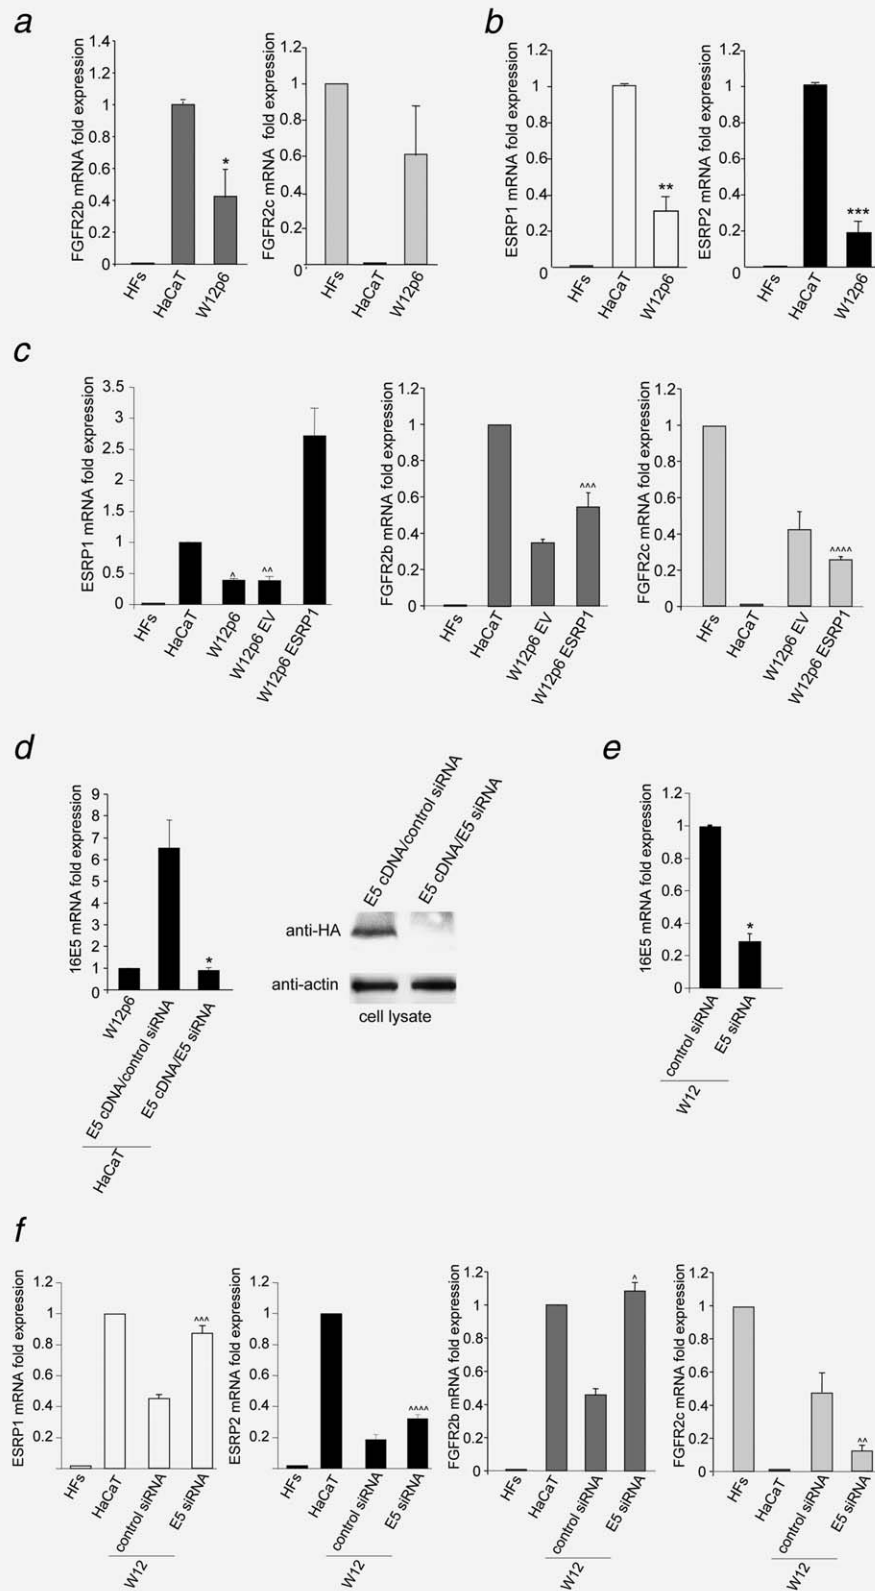 a
FGFR2b mRNA fold expression
1.4
1.2
1
0.8
0.6
0.4
0.2
0
*
HFs
HaCaT
W12p6
FGFR2c mRNA fold expression
1.2
1
0.8
0.6
0.4
0.2
0
HFs
HaCaT
W12p6
b
ESRP1 mRNA fold expression
1.2
1
0.8
0.6
0.4
0.2
0
**
HFs
HaCaT
W12p6
ESRP2 mRNA fold expression
1.2
1
0.8
0.6
0.4
0.2
0
***
HFs
HaCaT
W12p6
c
ESRP1 mRNA fold expression
3.5
3
2.5
2
1.5
1
0.5
0
^
^^
HFs
HaCaT
W12p6
W12p6 EV
W12p6 ESRP1
FGFR2b mRNA fold expression
1.2
1
0.8
0.6
0.4
0.2
0
^^^
HFs
HaCaT
W12p6 EV
W12p6 ESRP1
FGFR2c mRNA fold expression
1.2
1
0.8
0.6
0.4
0.2
0
^^^^
HFs
HaCaT
W12p6 EV
W12p6 ESRP1
d
16E5 mRNA fold expression
9
8
7
6
5
4
3
2
1
0
*
W12p6
E5 cDNA/control siRNA
E5 cDNA/E5 siRNA
HaCaT
E5 cDNA/control siRNA
E5 cDNA/E5 siRNA
anti-HA
anti-actin
cell lysate
e
16E5 mRNA fold expression
1.2
1
0.8
0.6
0.4
0.2
0
*
control siRNA
E5 siRNA
W12
f
ESRP1 mRNA fold expression
1.2
1
0.8
0.6
0.4
0.2
^^^
HFs
HaCaT
control siRNA
E5 siRNA
W12
ESRP2 mRNA fold expression
1.2
1
0.8
0.6
0.4
0.2
^^^^
HFs
HaCaT
control siRNA
E5 siRNA
W12
FGFR2b mRNA fold expression
1.2
1
0.8
0.6
0.4
0.2
0
^
HFs
HaCaT
control siRNA
E5 siRNA
W12
FGFR2c mRNA fold expression
1.2
1
0.8
0.6
0.4
0.2
0
^^
HFs
HaCaT
control siRNA
E5 siRNA
W12